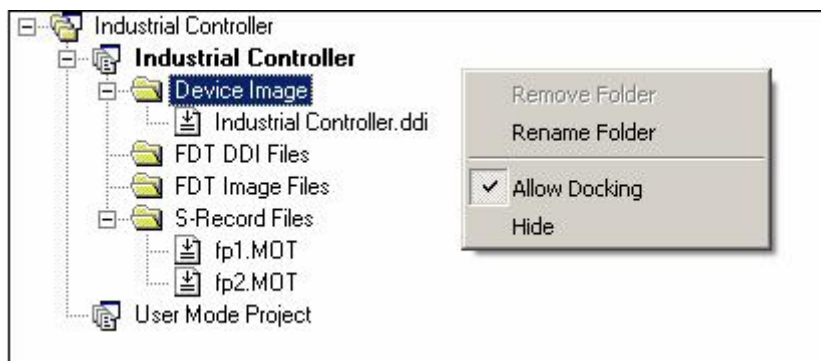 Industrial Controller
Industrial Controller
Device Image
Industrial Controller.ddi
FDT DDI Files
FDT Image Files
S-Record Files
fp1.MOT
fp2.MOT
User Mode Project
Remove Folder
Rename Folder
Allow Docking
Hide